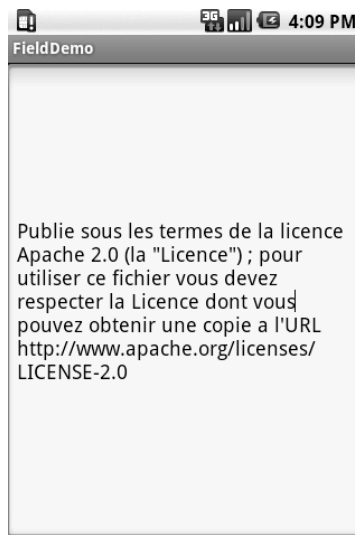 3G 4:09 PM
FieldDemo
Publie sous les termes de la licence
Apache 2.0 (la "Licence") ; pour
utiliser ce fichier vous devez
respecter la Licence dont vous
pouvez obtenir une copie a l'URL
http://www.apache.org/licenses/
LICENSE-2.0